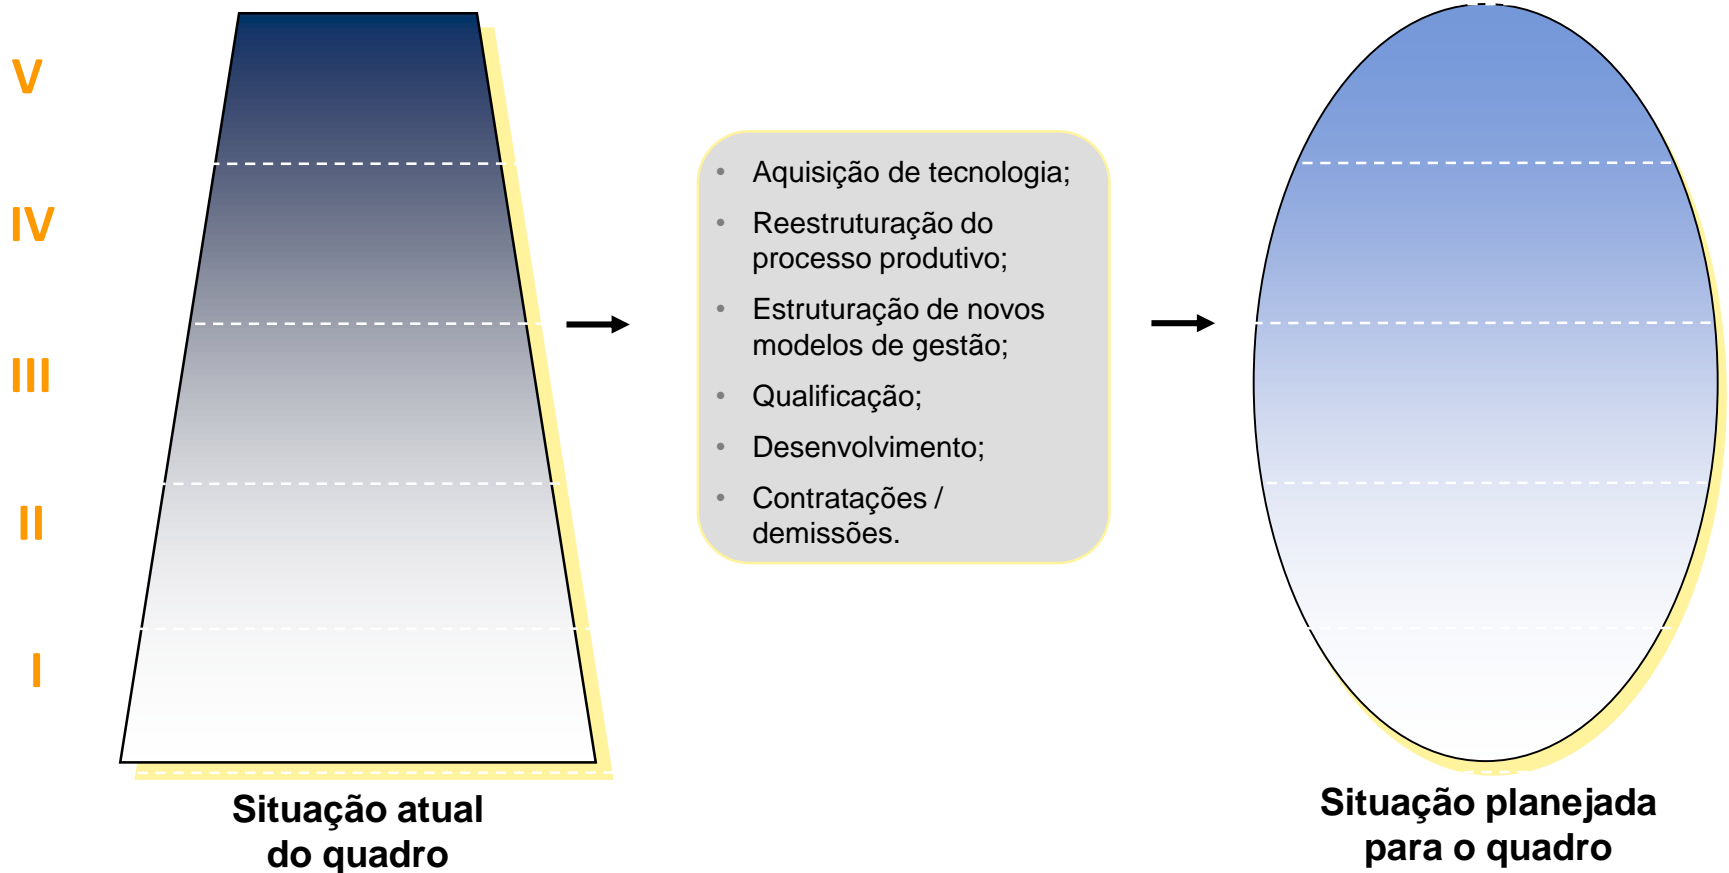 V
IV
III
II
I
• Aquisição de tecnologia;
• Reestruturação do
processo produtivo;
• Estruturação de novos
modelos de gestão;
• Qualificação;
• Desenvolvimento;
• Contratações /
demissões.
Situação atual
do quadro
Situação planejada
para o quadro